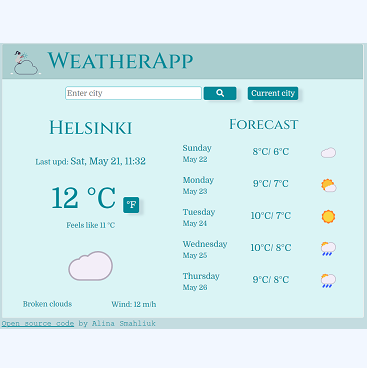 WeatherApp
Enter city
Current city
Helsinki
Last upd: Sat, May 21, 11:32
12 °C °F
Feels like 11 °C
Broken clouds Wind: 12 m/h
Forecast
Sunday 8°C/ 6°C
May 22
Monday 9°C/ 7°C
May 23
Tuesday 10°C/ 7°C
May 24
Wednesday 10°C/ 8°C
May 25
Thursday 9°C/ 8°C
May 26
Open source code by Alina Smahliuk